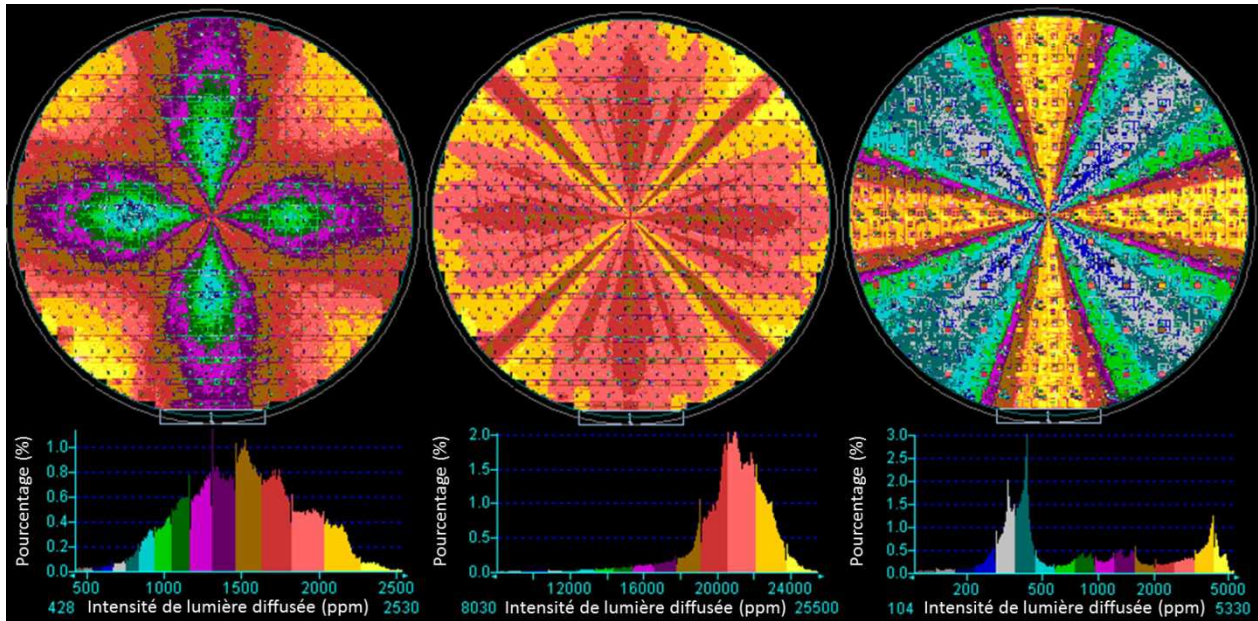 Pourcentage (%)
1.0
0.8
0.6
0.4
0.2
0.0
500 1000 1500 2000 2500
428 Intensité de lumière diffusée (ppm) 2530
Pourcentage (%)
2.0
1.5
1.0
0.5
0.0
12000 16000 20000 24000
8030 Intensité de lumière diffusée (ppm) 25500
Pourcentage (%)
3.0
2.5
2.0
1.5
1.0
0.5
0.0
200 500 1000 2000 5000
104 Intensité de lumière diffusée (ppm) 5330